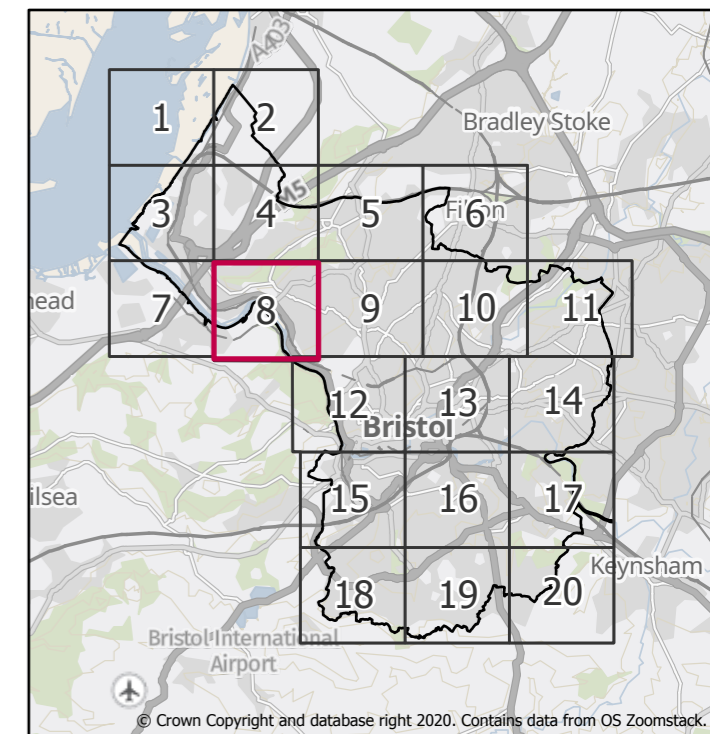 A403
1
2
Bradley Stoke
M5
3
4
5
Filton
6
head
7
8
9
10
11
12
13
14
Bristol
ilsea
15
16
17
Keynsham
18
19
20
Bristol International
Airport
© Crown Copyright and database right 2020. Contains data from OS Zoomstack.